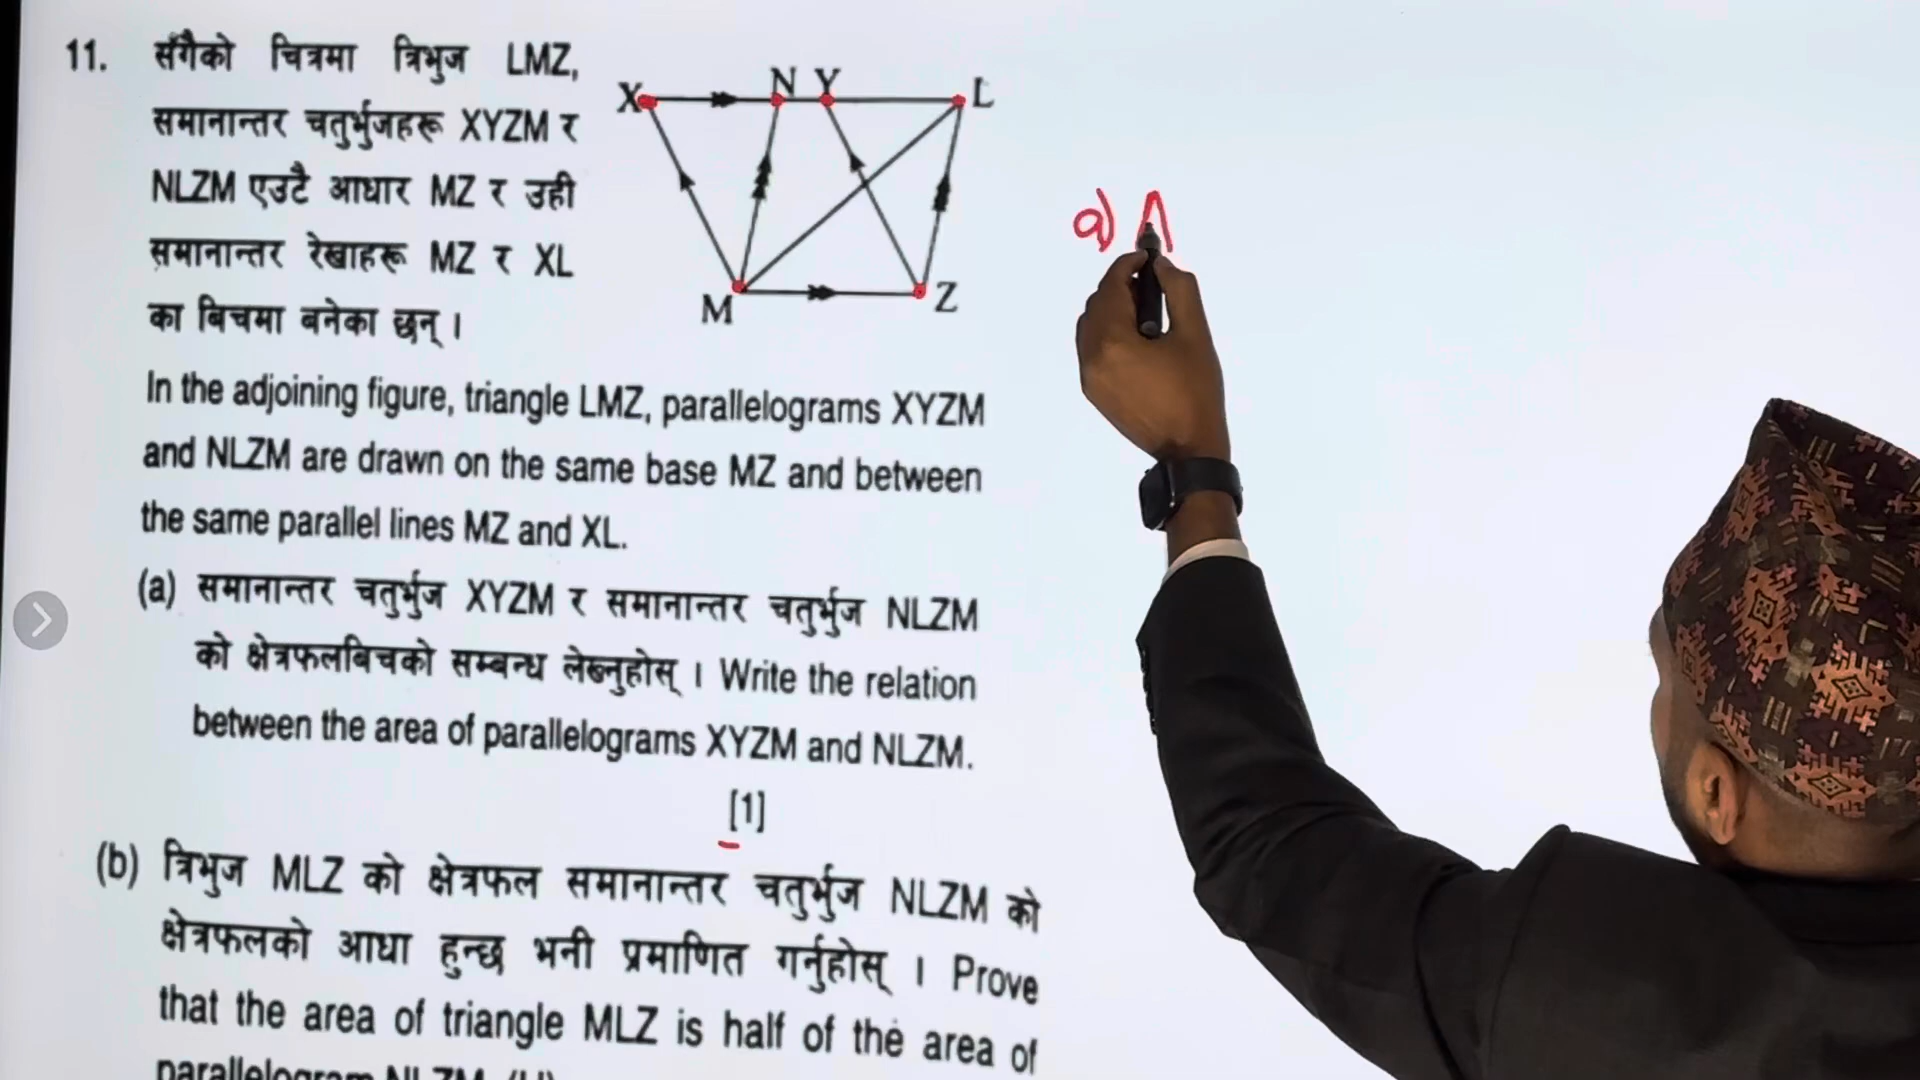 11. सँगैको चित्रमा त्रिभुज LMZ,
समानान्तर चतुर्भुजहरू XYZM र
NLZM एउटै आधार MZ र उही
समानान्तर रेखाहरू MZ र XL
का बिचमा बनेका छन् ।
X N Y L
M Z
a) A
In the adjoining figure, triangle LMZ, parallelograms XYZM
and NLZM are drawn on the same base MZ and between
the same parallel lines MZ and XL.
(a) समानान्तर चतुर्भुज XYZM र समानान्तर चतुर्भुज NLZM
को क्षेत्रफलबिचको सम्बन्ध लेख्नुहोस् । Write the relation
between the area of parallelograms XYZM and NLZM.
[1]
(b) त्रिभुज MLZ को क्षेत्रफल समानान्तर चतुर्भुज NLZM को
क्षेत्रफलको आधा हुन्छ भनी प्रमाणित गर्नुहोस् । Prove
that the area of triangle MLZ is half of the area of
parallelogram NLZM.